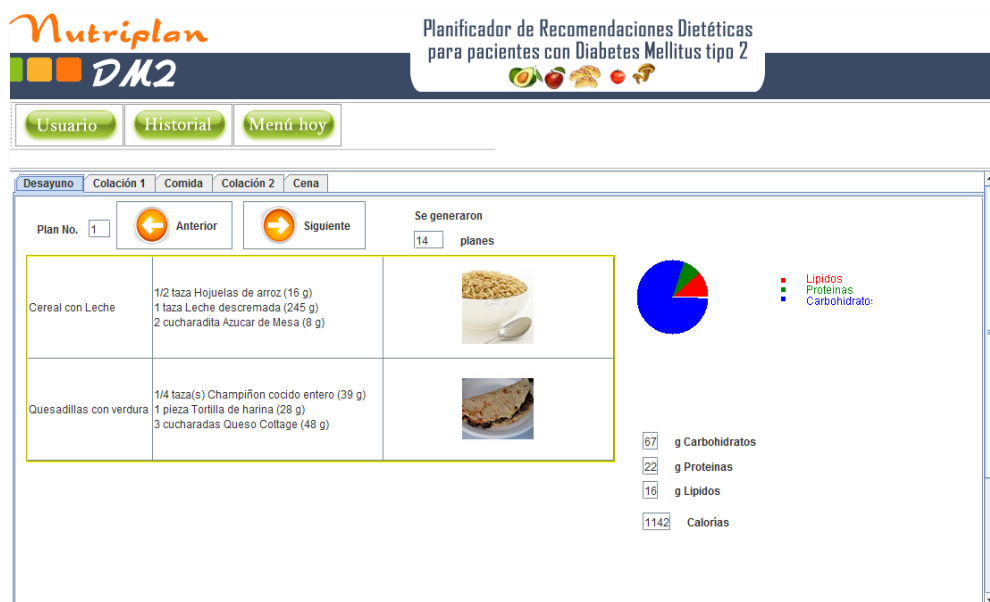 Nutriplan
DM2
Planificador de Recomendaciones Dietéticas
para pacientes con Diabetes Mellitus tipo 2
Usuario
Historial
Menú hoy
Desayuno
Colación 1
Comida
Colación 2
Cena
Plan No. 1
Anterior
Siguiente
Se generaron
14 planes
Cereal con Leche
1/2 taza Hojuelas de arroz (16 g)
1 taza Leche descremada (245 g)
2 cucharadita Azucar de Mesa (8 g)
Quesadillas con verdura
1/4 taza(s) Champiñon cocido entero (39 g)
1 pieza Tortilla de harina (28 g)
3 cucharadas Queso Cottage (48 g)
Lipidos
Proteinas
Carbohidrato
67 g Carbohidratos
22 g Proteinas
16 g Lipidos
1142 Calorías